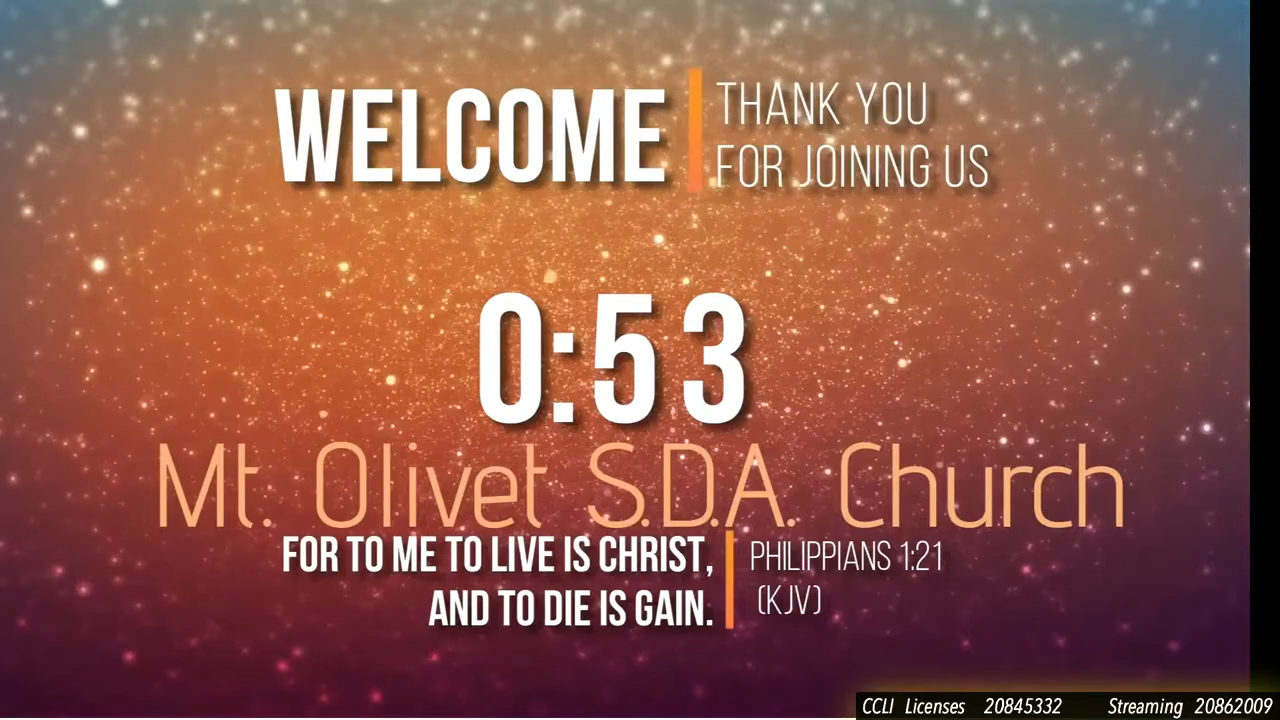 WELCOME
THANK YOU
FOR JOINING US
0:53
Mt. Olivet S.D.A. Church
FOR TO ME TO LIVE IS CHRIST,
AND TO DIE IS GAIN.
PHILIPPIANS 1:21
(KJV)
CCLI Licenses 20845332 Streaming 20862009